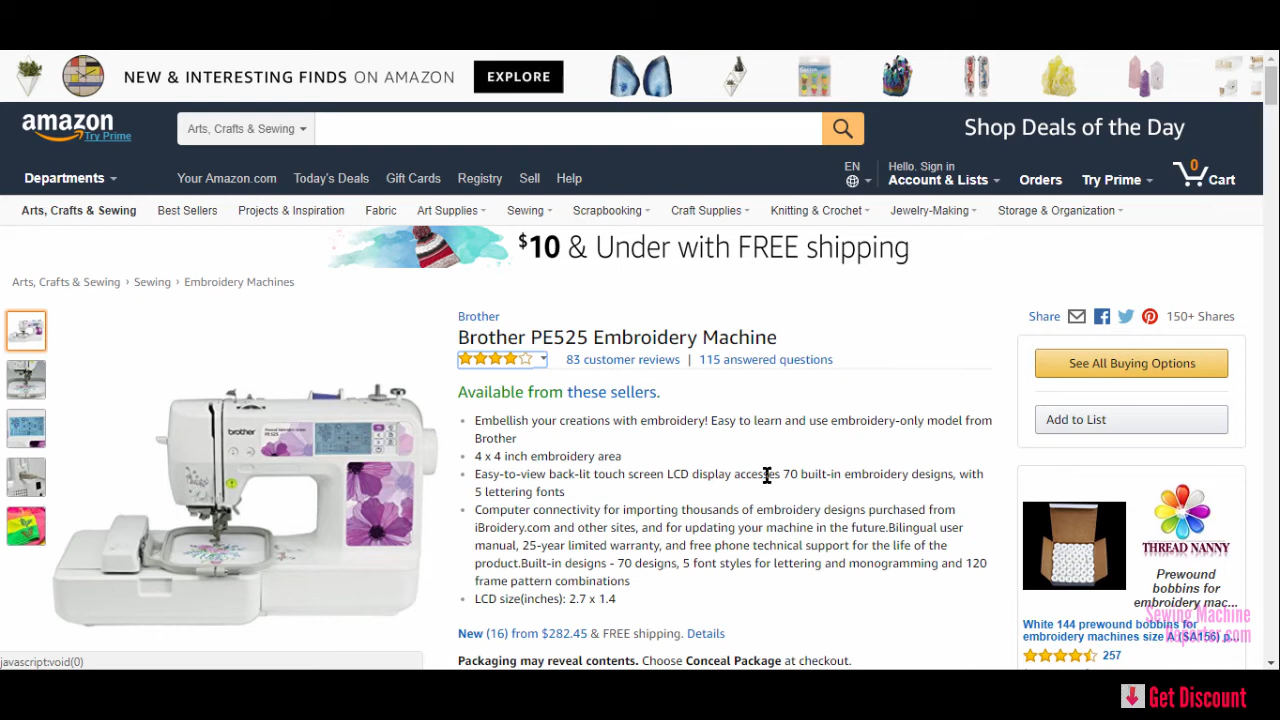 NEW & INTERESTING FINDS ON AMAZON EXPLORE
amazon
Try Prime
Arts, Crafts & Sewing
Shop Deals of the Day
Departments
Your Amazon.com Today's Deals Gift Cards Registry Sell Help
EN
Hello, Sign in
Account & Lists
Orders
Try Prime
0
Cart
Arts, Crafts & Sewing Best Sellers Projects & Inspiration Fabric Art Supplies Sewing Scrapbooking Craft Supplies Knitting & Crochet Jewelry-Making Storage & Organization
$10 & Under with FREE shipping
Arts, Crafts & Sewing › Sewing › Embroidery Machines
brother
PE525
Brother
Brother PE525 Embroidery Machine
83 customer reviews | 115 answered questions
Available from these sellers.
Embellish your creations with embroidery! Easy to learn and use embroidery-only model from
Brother
4 x 4 inch embroidery area
Easy-to-view back-lit touch screen LCD display accesses 70 built-in embroidery designs, with
5 lettering fonts
Computer connectivity for importing thousands of embroidery designs purchased from
iBroidery.com and other sites, and for updating your machine in the future.Bilingual user
manual, 25-year limited warranty, and free phone technical support for the life of the
product.Built-in designs - 70 designs, 5 font styles for lettering and monogramming and 120
frame pattern combinations
LCD size(inches): 2.7 x 1.4
New (16) from $282.45 & FREE shipping. Details
Packaging may reveal contents. Choose Conceal Package at checkout.
Share 150+ Shares
See All Buying Options
Add to List
THREAD NANNY
Prewound
bobbins for
embroidery mac...
White 144 prewound bobbins for
embroidery machines size A (SA156) p...
257
Sewing Machine
Reporter.com
javascript:void(0)
Get Discount